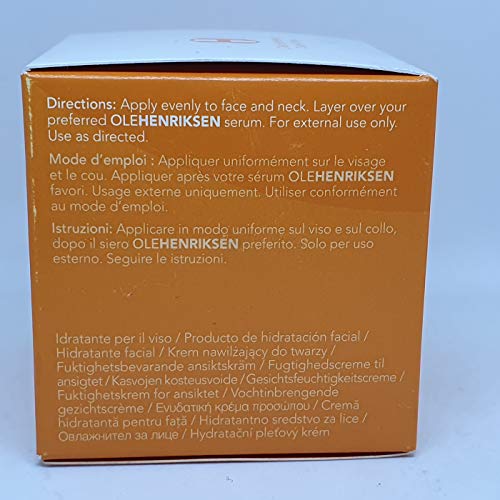 Directions: Apply evenly to face and neck. Layer over your
preferred OLEHENRIKSEN serum. For external use only.
Use as directed.
Mode d'emploi : Appliquer uniformément sur le visage
et le cou. Appliquer après votre sérum OLEHENRIKSEN
favori. Usage externe uniquement. Utiliser conformément
au mode d'emploi.
Istruzioni: Applicare in modo uniforme sul viso e sul collo,
dopo il siero OLEHENRIKSEN preferito. Solo per uso
esterno. Seguire le istruzioni.
Idratante per il viso / Producto de hidratación facial /
Hidratante facial / Krem nawilżający do twarzy /
Fuktighetsbevarande ansiktskräm / Fugtighedscreme til
ansigtet / Kasvojen kosteusvoide / Gesichtsfeuchtigkeitscreme /
Fuktighetskrem for ansiktet / Vochtinbrengende
gezichtscrème / Ενυδατική κρέμα προσώπου / Cremă
hidratantă pentru față / Hidratantno sredstvo za lice /
Овлажнител за лице / Hydratační pleťový krém